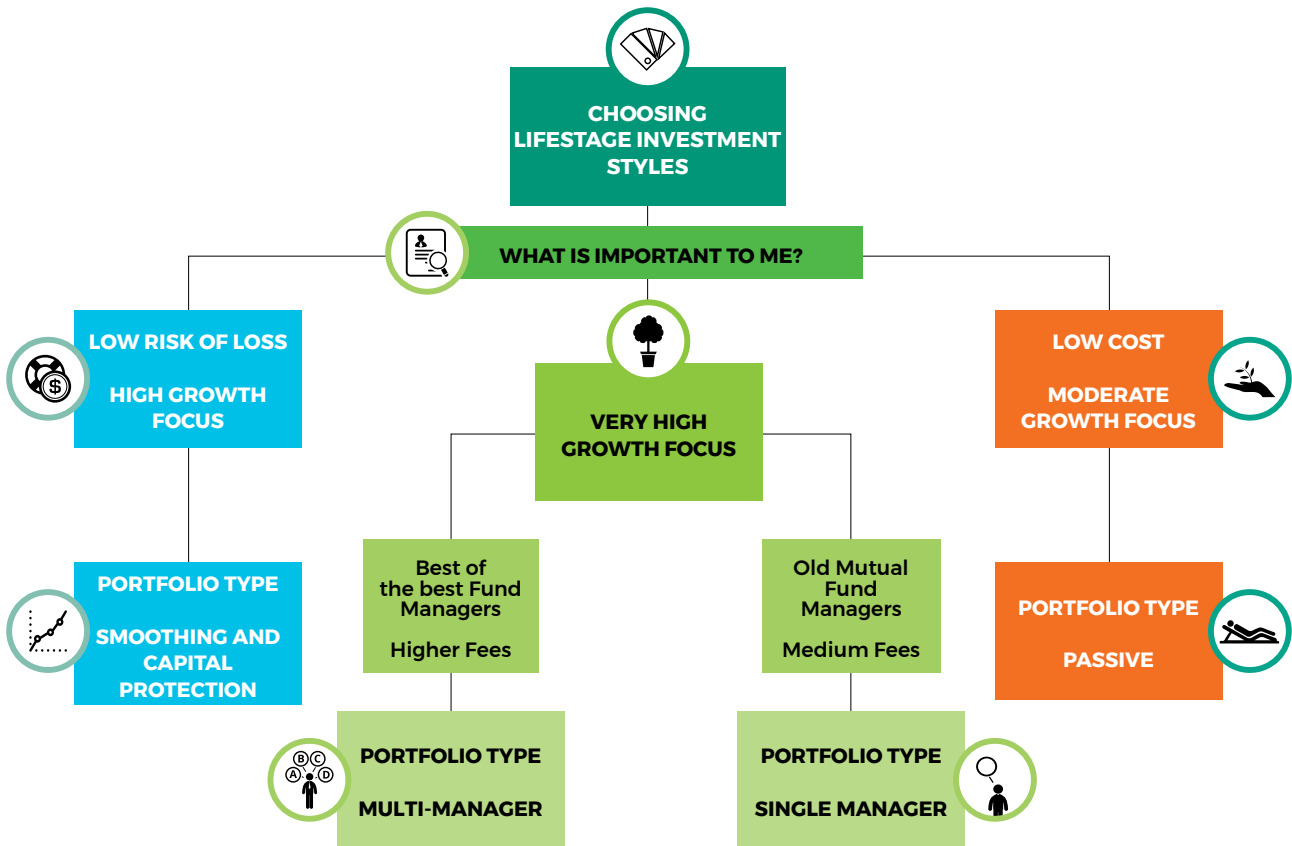 CHOOSING
LIFESTAGE INVESTMENT
STYLES
WHAT IS IMPORTANT TO ME?
LOW RISK OF LOSS
HIGH GROWTH
FOCUS
$
VERY HIGH
GROWTH FOCUS
LOW COST
MODERATE
GROWTH FOCUS
PORTFOLIO TYPE
SMOOTHING AND
CAPITAL
PROTECTION
Best of
the best Fund
Managers
Higher Fees
Old Mutual
Fund
Managers
Medium Fees
PORTFOLIO TYPE
PASSIVE
B C
A D
PORTFOLIO TYPE
MULTI-MANAGER
PORTFOLIO TYPE
SINGLE MANAGER